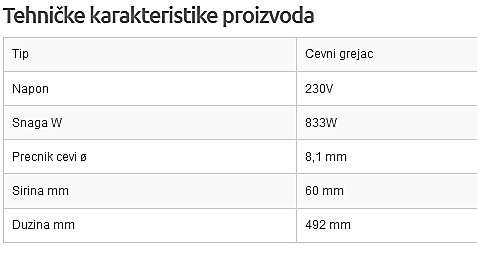 Tehničke karakteristike proizvoda
Tip Cevni grejac
Napon 230V
Snaga W 833W
Precnik cevi ø 8,1 mm
Sirina mm 60 mm
Duzina mm 492 mm